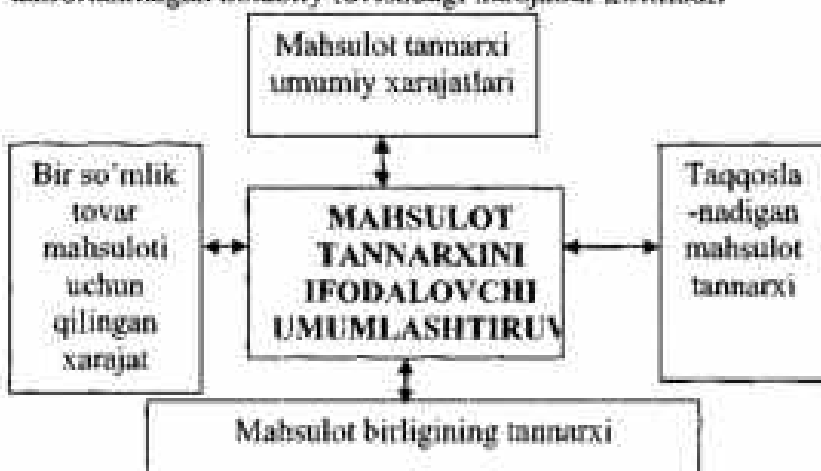 Mahsulot tannarxi
umumiy xarajatlari
Bir so'mlik
tovar
mahsuloti
uchun
qilingan
xarajat
MAHSULOT
TANNARXINI
IFODALOVCHI
UMUMLASHTIRUV
Taqqosla
-nadigan
mahsulot
tannarxi
Mahsulot birligining tannarxi